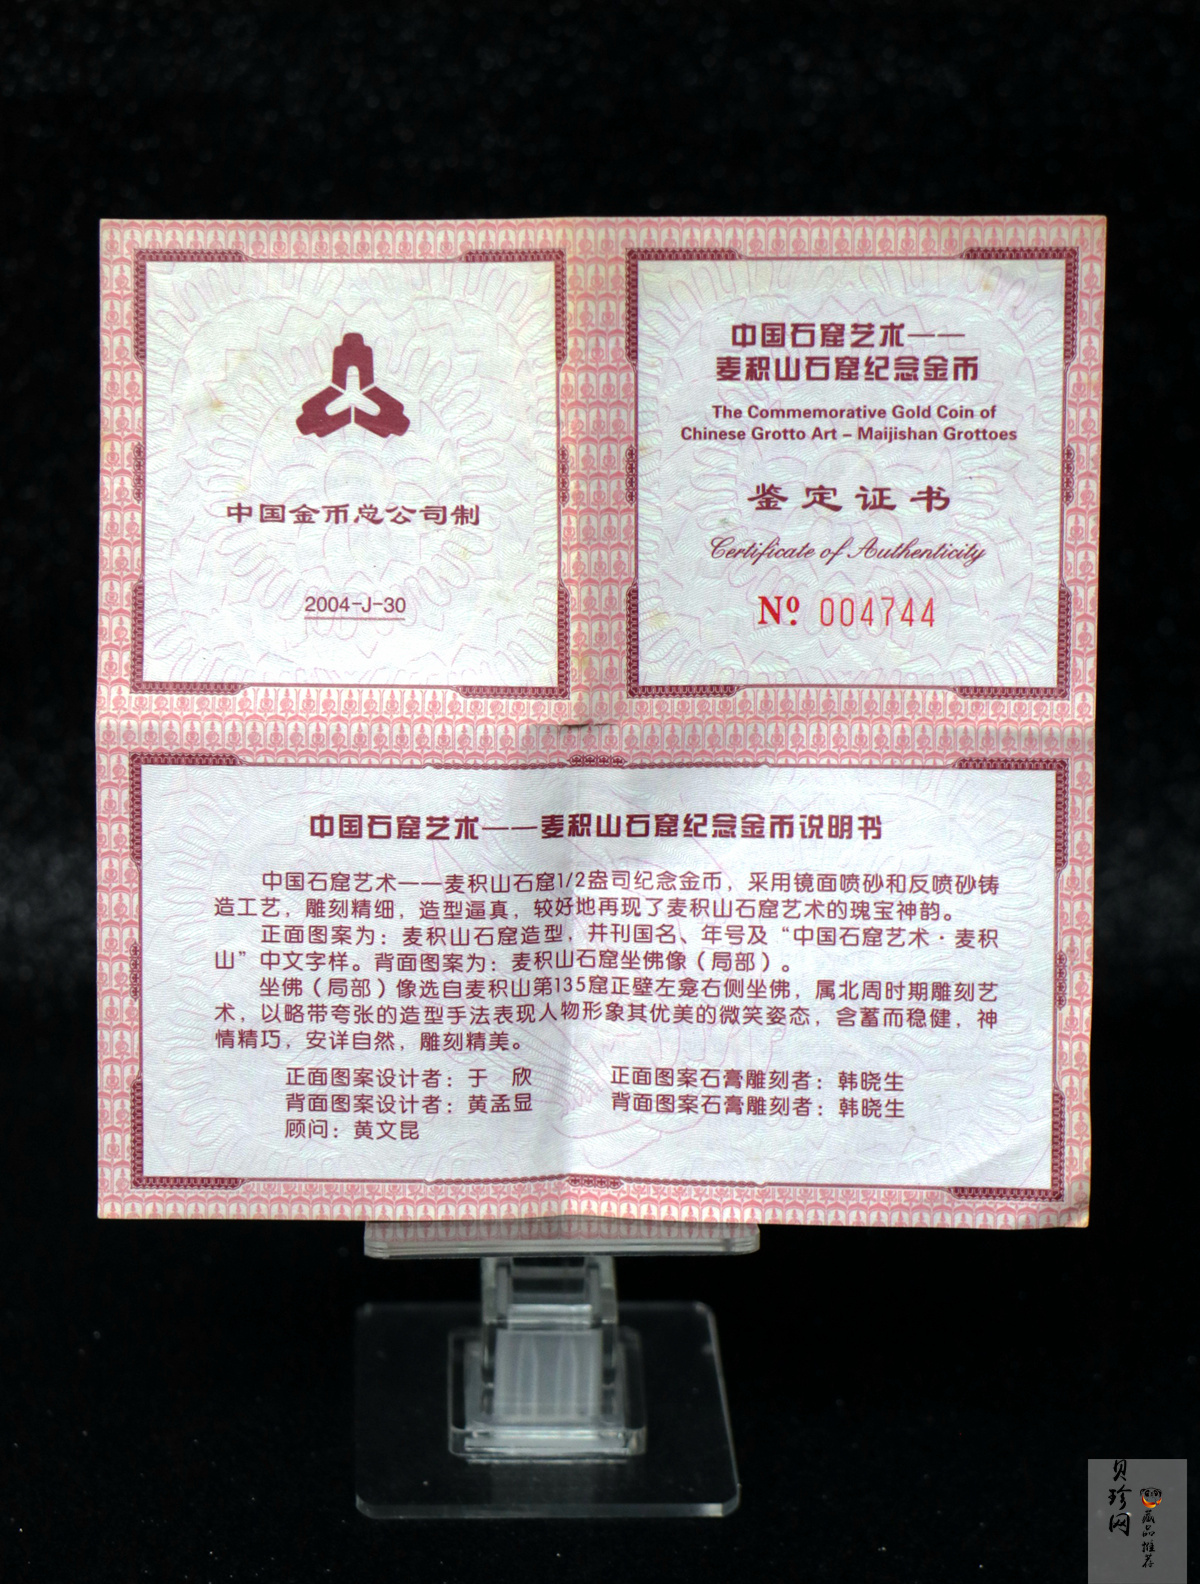 中国金币总公司制
2004-J-30
中国石窟艺术——
麦积山石窟纪念金币
The Commemorative Gold Coin of
Chinese Grotto Art – Maijishan Grottoes
鉴定证书
Certificate of Authenticity
Nº 004744
中国石窟艺术——麦积山石窟纪念金币说明书
中国石窟艺术——麦积山石窟1/2盎司纪念金币，采用镜面喷砂和反喷砂铸
造工艺，雕刻精细，造型逼真，较好地再现了麦积山石窟艺术的瑰宝神韵。
正面图案为：麦积山石窟造型，并刊国名、年号及“中国石窟艺术·麦积
山”中文字样。背面图案为：麦积山石窟坐佛像（局部）。
坐佛（局部）像选自麦积山第135窟正壁左龛右侧坐佛，属北周时期雕刻艺
术，以略带夸张的造型手法表现人物形象其优美的微笑姿态，含蓄而稳健，神
情精巧，安详自然，雕刻精美。
正面图案设计者：于　欣　正面图案石膏雕刻者：韩晓生
背面图案设计者：黄孟显　背面图案石膏雕刻者：韩晓生
顾问：黄文昆
贝珍网
藏品推荐